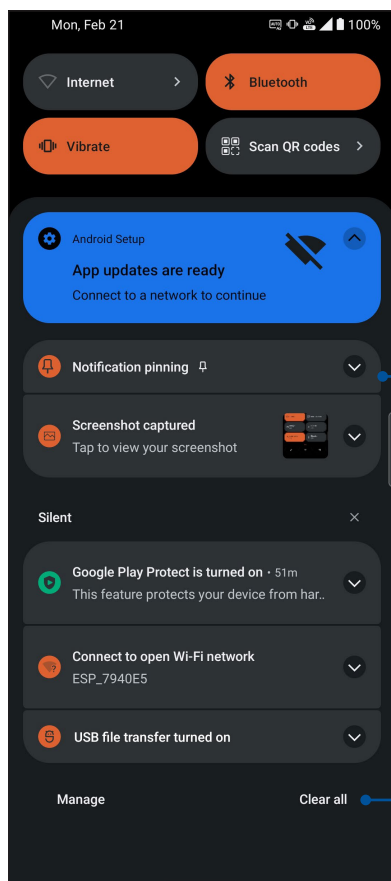 Mon, Feb 21
100%
Internet
Bluetooth
Vibrate
Scan QR codes
Android Setup
App updates are ready
Connect to a network to continue
Notification pinning
Screenshot captured
Tap to view your screenshot
Silent
Google Play Protect is turned on • 51m
This feature protects your device from har..
Connect to open Wi-Fi network
ESP_7940E5
USB file transfer turned on
Manage
Clear all